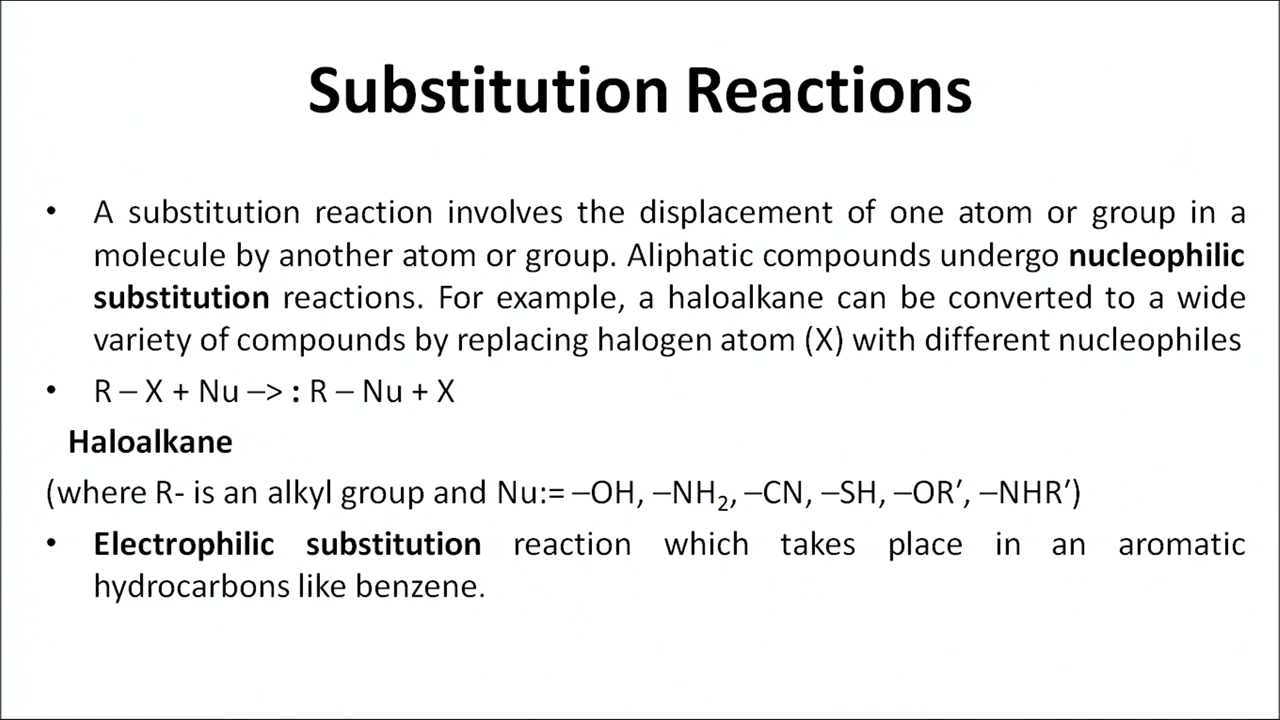 Substitution Reactions
• A substitution reaction involves the displacement of one atom or group in a
molecule by another atom or group. Aliphatic compounds undergo nucleophilic
substitution reactions. For example, a haloalkane can be converted to a wide
variety of compounds by replacing halogen atom (X) with different nucleophiles
• R – X + Nu –> : R – Nu + X
Haloalkane
(where R- is an alkyl group and Nu:= –OH, –NH₂, –CN, –SH, –OR′, –NHR′)
• Electrophilic substitution reaction which takes place in an aromatic
hydrocarbons like benzene.